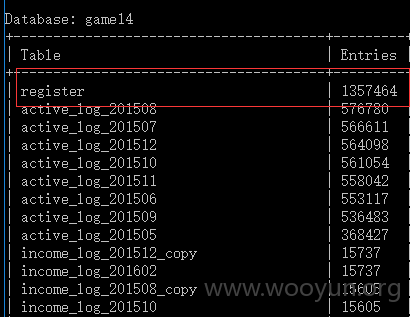 Database: game14
Table | Entries
register | 1357464
active_log_201508 | 576780
active_log_201507 | 566611
active_log_201512 | 564098
active_log_201510 | 561054
active_log_201511 | 558042
active_log_201506 | 553117
active_log_201509 | 536483
active_log_201505 | 368427
income_log_201512_copy | 15737
income_log_201602 | 15737
income_log_201508_copy | 15605
income_log_201510 | 15605
www.wooyun.org